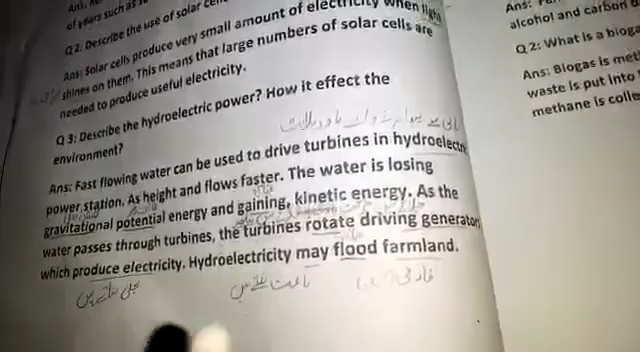 of years such as
Q 2: Describe the use of solar
Ans: Solar cells produce very small amount of electricity when light
shines on them. This means that large numbers of solar cells are
needed to produce useful electricity.
Q 3: Describe the hydroelectric power? How it effect the
environment?
Ans: Fast flowing water can be used to drive turbines in hydroelectric
power station. As height and flows faster. The water is losing
gravitational potential energy and gaining, kinetic energy. As the
water passes through turbines, the turbines rotate driving generator
which produce electricity. Hydroelectricity may flood farmland.
بجلی بناتے ہیں
Ans:
alcohol and carbon
Q 2: What is a bioga
Ans: Biogas is met
waste is put into
methane is colle